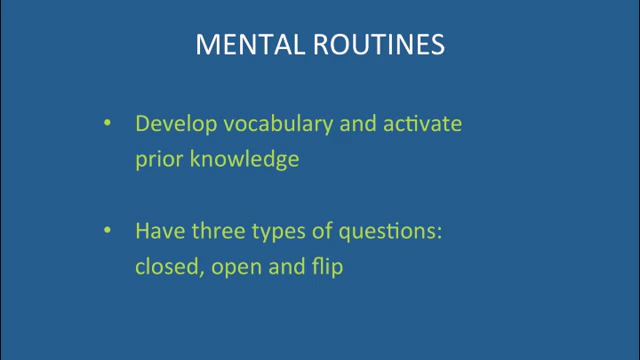 MENTAL ROUTINES
• Develop vocabulary and activate
prior knowledge
• Have three types of questions:
closed, open and flip